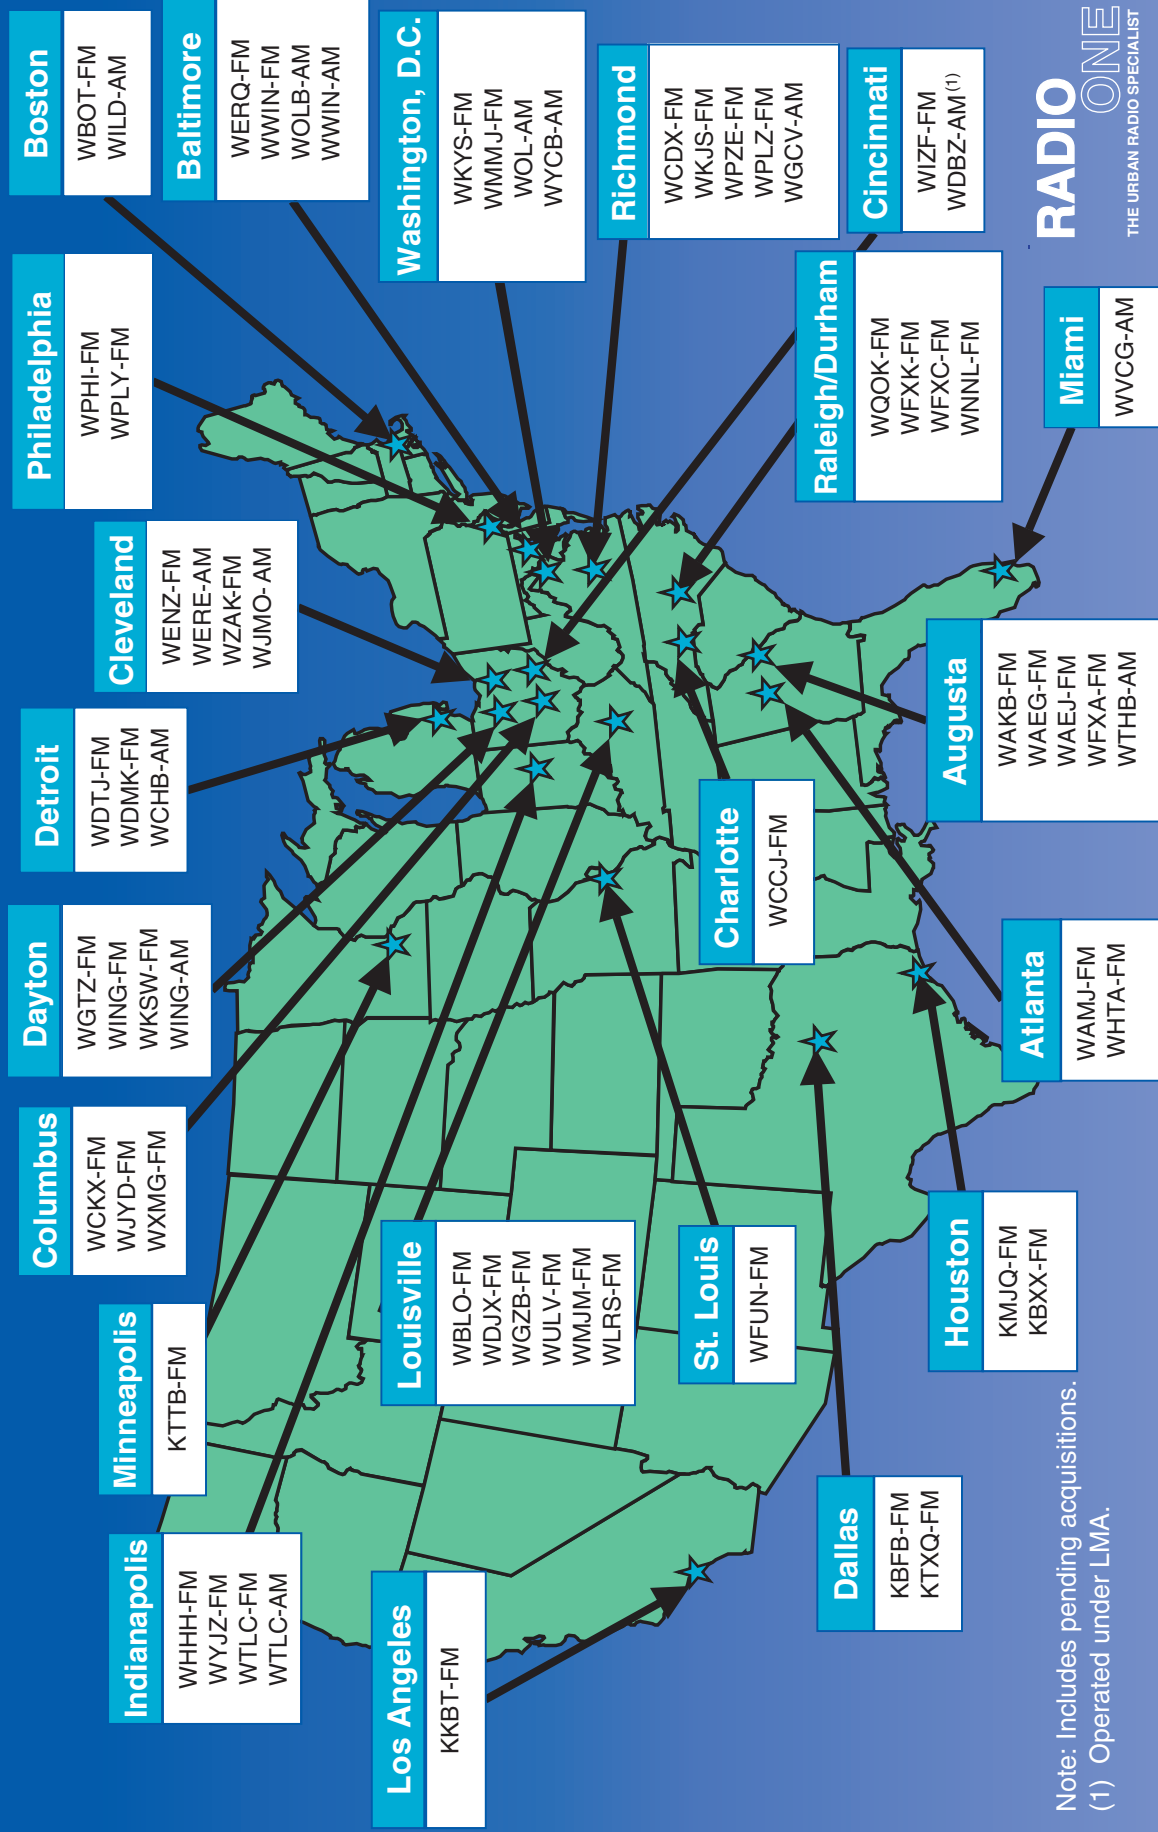 Los Angeles
KKBT-FM
Indianapolis
WHHH-FM
WYJZ-FM
WTLC-FM
WTLC-AM
Minneapolis
KTTB-FM
Columbus
WCKX-FM
WJYD-FM
WXMG-FM
Dayton
WGTZ-FM
WING-FM
WKSW-FM
WING-AM
Detroit
WDTJ-FM
WDMK-FM
WCHB-AM
Cleveland
WENZ-FM
WERE-AM
WZAK-FM
WJMO- AM
Philadelphia
WPHI-FM
WPLY-FM
Boston
WBOT-FM
WILD-AM
Baltimore
WERQ-FM
WWIN-FM
WOLB-AM
WWIN-AM
Washington, D.C.
WKYS-FM
WMMJ-FM
WOL-AM
WYCB-AM
Richmond
WCDX-FM
WKJS-FM
WPZE-FM
WPLZ-FM
WGCV-AM
Cincinnati
WIZF-FM
WDBZ-AM(1)
Raleigh/Durham
WQOK-FM
WFXK-FM
WFXC-FM
WNNL-FM
Miami
WVCG-AM
Augusta
WAKB-FM
WAEG-FM
WAEJ-FM
WFXA-FM
WTHB-AM
Charlotte
WCCJ-FM
Atlanta
WAMJ-FM
WHTA-FM
Louisville
WBLO-FM
WDJX-FM
WGZB-FM
WULV-FM
WMJM-FM
WLRS-FM
St. Louis
WFUN-FM
Houston
KMJQ-FM
KBXX-FM
Dallas
KBFB-FM
KTXQ-FM
Note: Includes pending acquisitions.
(1) Operated under LMA.
RADIO
ONE
THE URBAN RADIO SPECIALIST